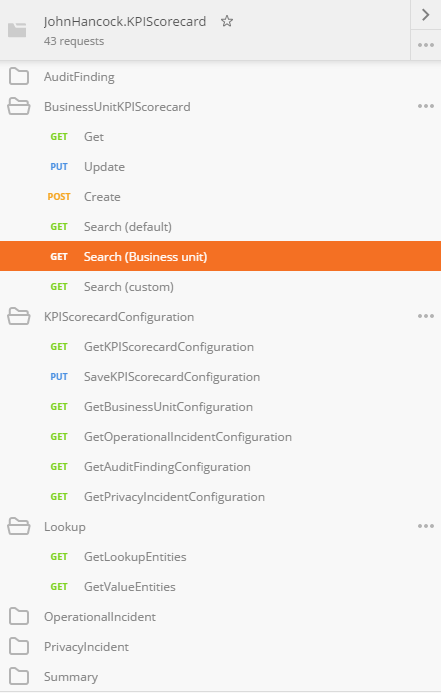 JohnHancock.KPIScorecard
43 requests
AuditFinding
BusinessUnitKPIScorecard
GET Get
PUT Update
POST Create
GET Search (default)
GET Search (Business unit)
GET Search (custom)
KPIScorecardConfiguration
GET GetKPIScorecardConfiguration
PUT SaveKPIScorecardConfiguration
GET GetBusinessUnitConfiguration
GET GetOperationalIncidentConfiguration
GET GetAuditFindingConfiguration
GET GetPrivacyIncidentConfiguration
Lookup
GET GetLookupEntities
GET GetValueEntities
OperationalIncident
PrivacyIncident
Summary